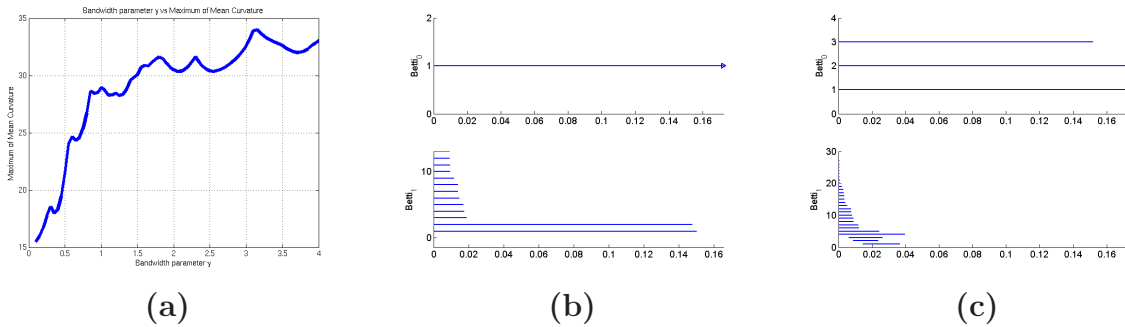 Bandwidth parameter γ vs Maximum of Mean Curvature
Maximum of Mean Curvature
35
30
25
20
15
0 0.5 1 1.5 2 2.5 3 3.5 4
Bandwidth parameter γ
(a)
Betti0
2
1
0
0 0.02 0.04 0.06 0.08 0.1 0.12 0.14 0.16
Betti1
10
0
0 0.02 0.04 0.06 0.08 0.1 0.12 0.14 0.16
(b)
Betti0
4
3
2
1
0
0 0.02 0.04 0.06 0.08 0.1 0.12 0.14 0.16
Betti1
30
20
10
0
0 0.02 0.04 0.06 0.08 0.1 0.12 0.14 0.16
(c)